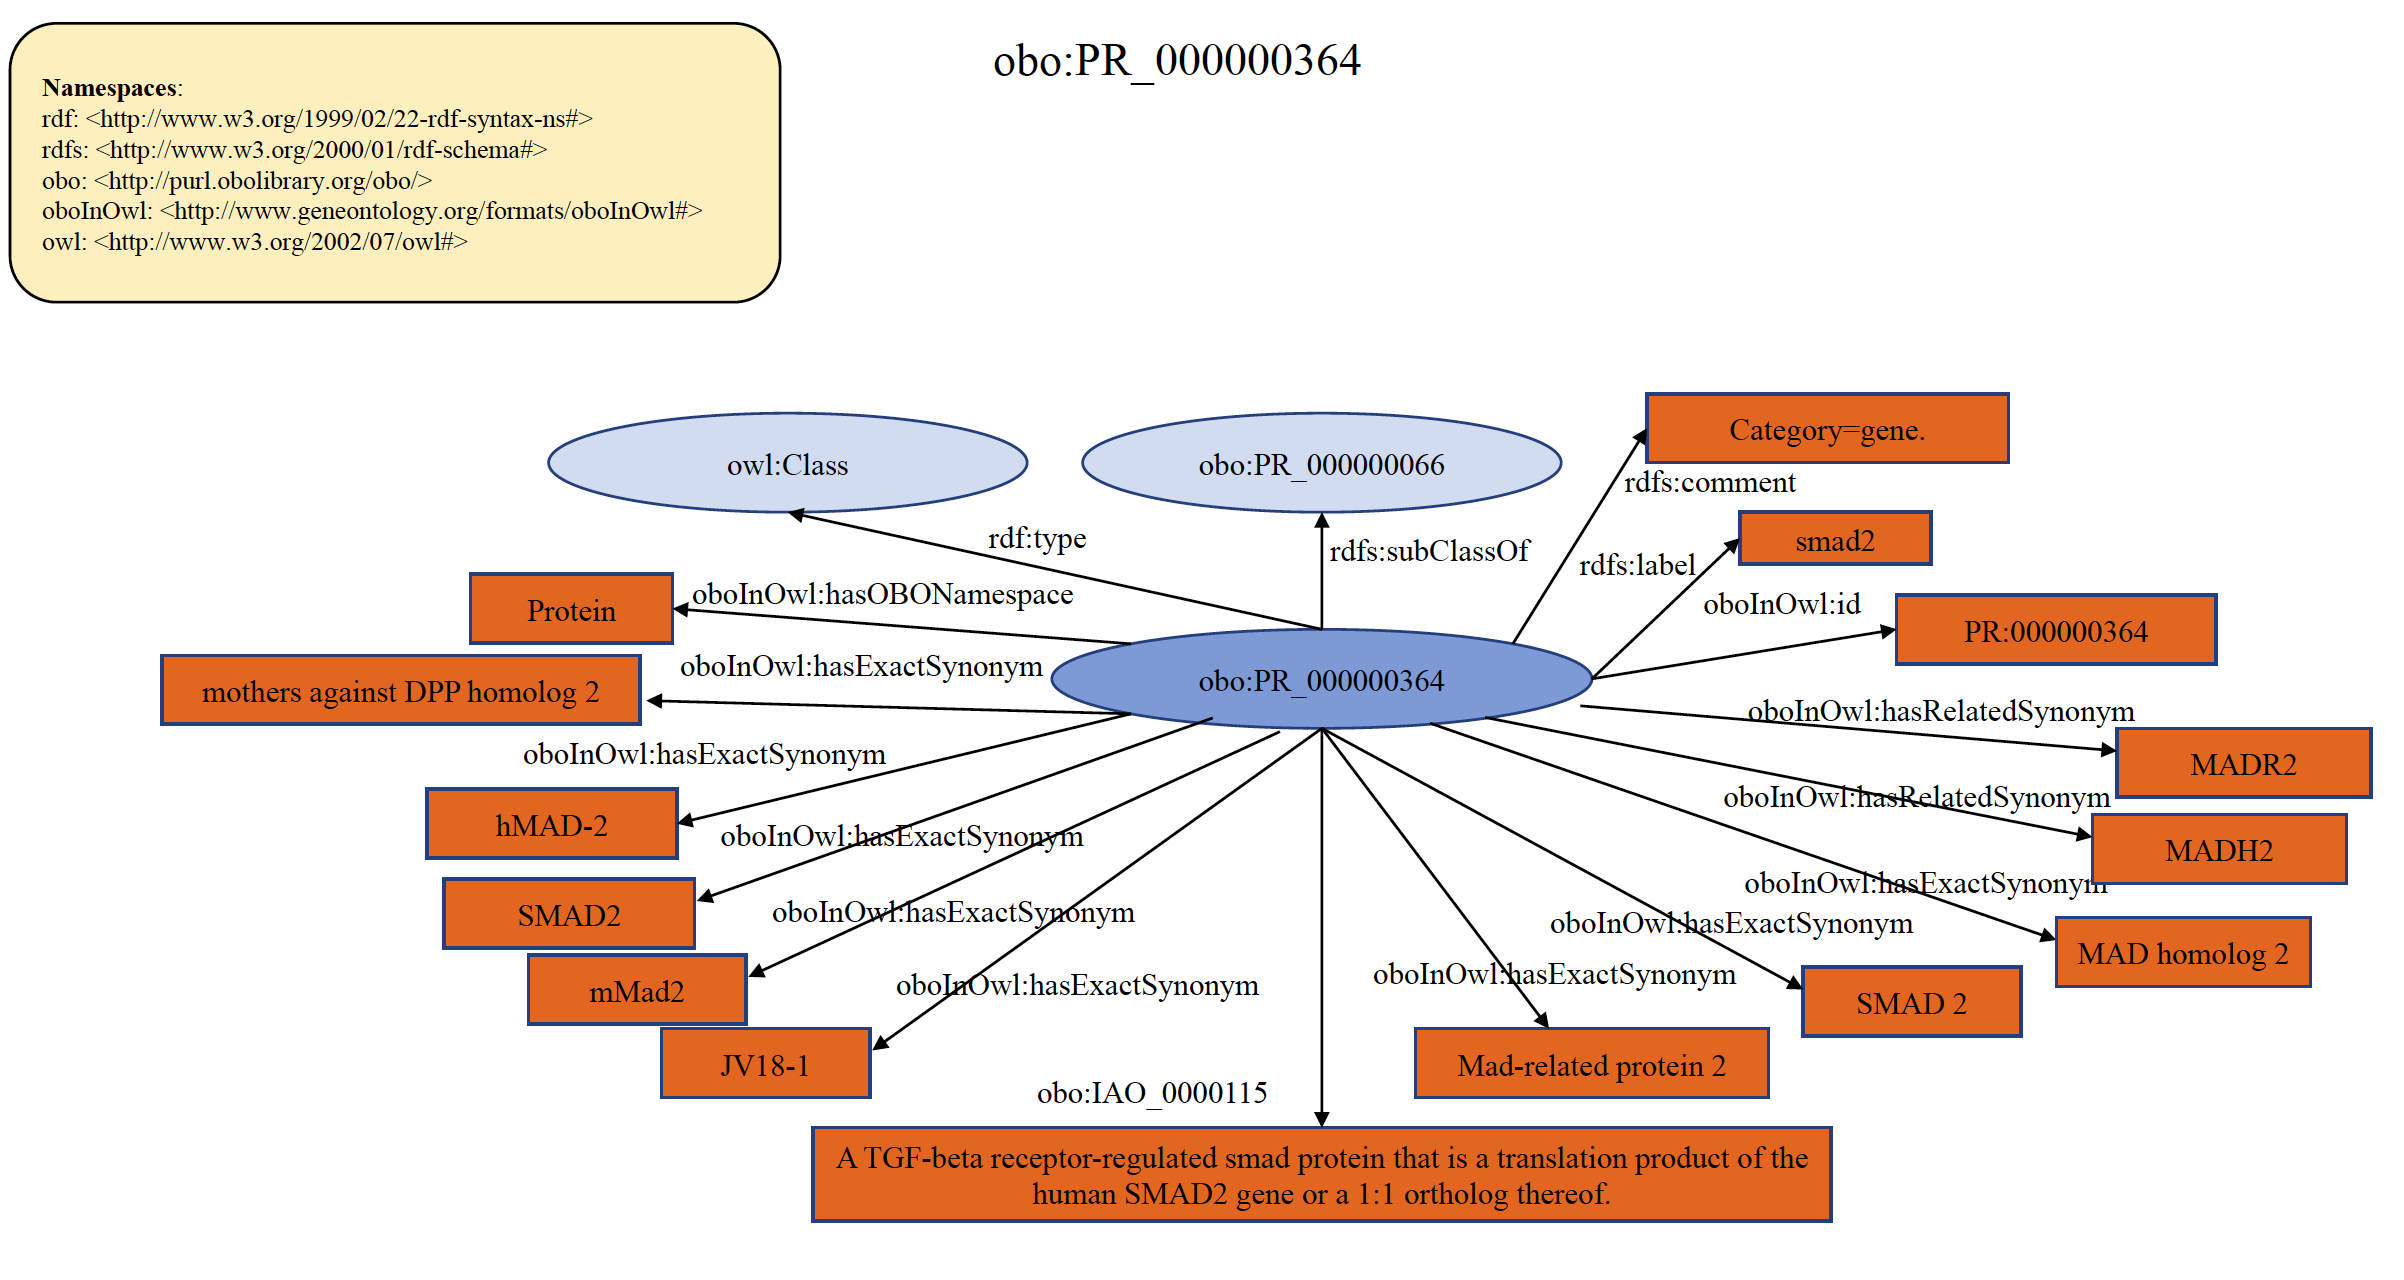 obo:PR_000000364
Namespaces:
rdf: <http://www.w3.org/1999/02/22-rdf-syntax-ns#>
rdfs: <http://www.w3.org/2000/01/rdf-schema#>
obo: <http://purl.obolibrary.org/obo/>
oboInOwl: <http://www.geneontology.org/formats/oboInOwl#>
owl: <http://www.w3.org/2002/07/owl#>
Category=gene.
owl:Class
obo:PR_000000066
rdfs:comment
rdf:type
rdfs:subClassOf
smad2
rdfs:label
oboInOwl:hasOBONamespace
oboInOwl:id
Protein
PR:000000364
oboInOwl:hasExactSynonym
mothers against DPP homolog 2
obo:PR_000000364
oboInOwl:hasRelatedSynonym
oboInOwl:hasExactSynonym
MADR2
oboInOwl:hasRelatedSynonym
hMAD-2
oboInOwl:hasExactSynonym
MADH2
oboInOwl:hasExactSynonym
SMAD2
oboInOwl:hasExactSynonym
oboInOwl:hasExactSynonym
MAD homolog 2
mMad2
oboInOwl:hasExactSynonym
oboInOwl:hasExactSynonym
SMAD 2
JV18-1
Mad-related protein 2
obo:IAO_0000115
A TGF-beta receptor-regulated smad protein that is a translation product of the
human SMAD2 gene or a 1:1 ortholog thereof.